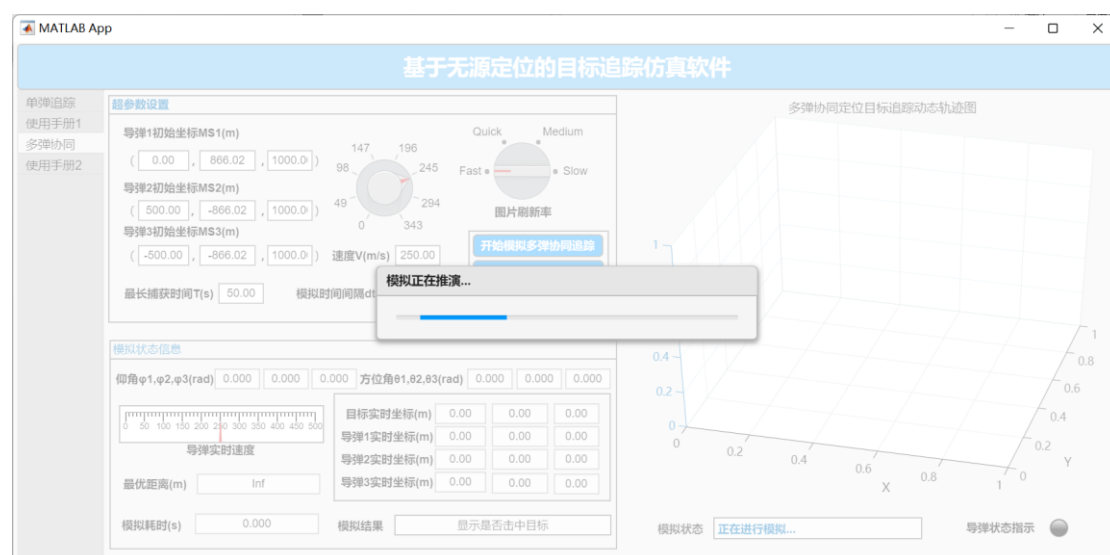 MATLAB App
基于无源定位的目标追踪仿真软件
单弹追踪
使用手册1
多弹协同
使用手册2
超参数设置
导弹1初始坐标MS1(m)
( 0.00 , 866.02 , 1000.0 )
导弹2初始坐标MS2(m)
( 500.00 , -866.02 , 1000.0 )
导弹3初始坐标MS3(m)
( -500.00 , -866.02 , 1000.0 )
0 49 98 147 196 245 294 343
速度V(m/s) 250.00
Fast Quick Medium Slow
图片刷新率
开始模拟多弹协同追踪
最长捕获时间T(s) 50.00 模拟时间间隔dt
模拟正在推演...
模拟状态信息
仰角φ1,φ2,φ3(rad) 0.000 0.000 0.000 方位角θ1,θ2,θ3(rad) 0.000 0.000 0.000
0 50 100 150 200 250 300 350 400 450 500
导弹实时速度
最优距离(m) Inf
模拟耗时(s) 0.000
目标实时坐标(m) 0.00 0.00 0.00
导弹1实时坐标(m) 0.00 0.00 0.00
导弹2实时坐标(m) 0.00 0.00 0.00
导弹3实时坐标(m) 0.00 0.00 0.00
模拟结果 显示是否击中目标
多弹协同定位目标追踪动态轨迹图
1
0.4
0.2
0
0 0.2 0.4 0.6 0.8 1
X
0 0.2 0.4 0.6 0.8 1
Y
模拟状态 正在进行模拟... 导弹状态指示